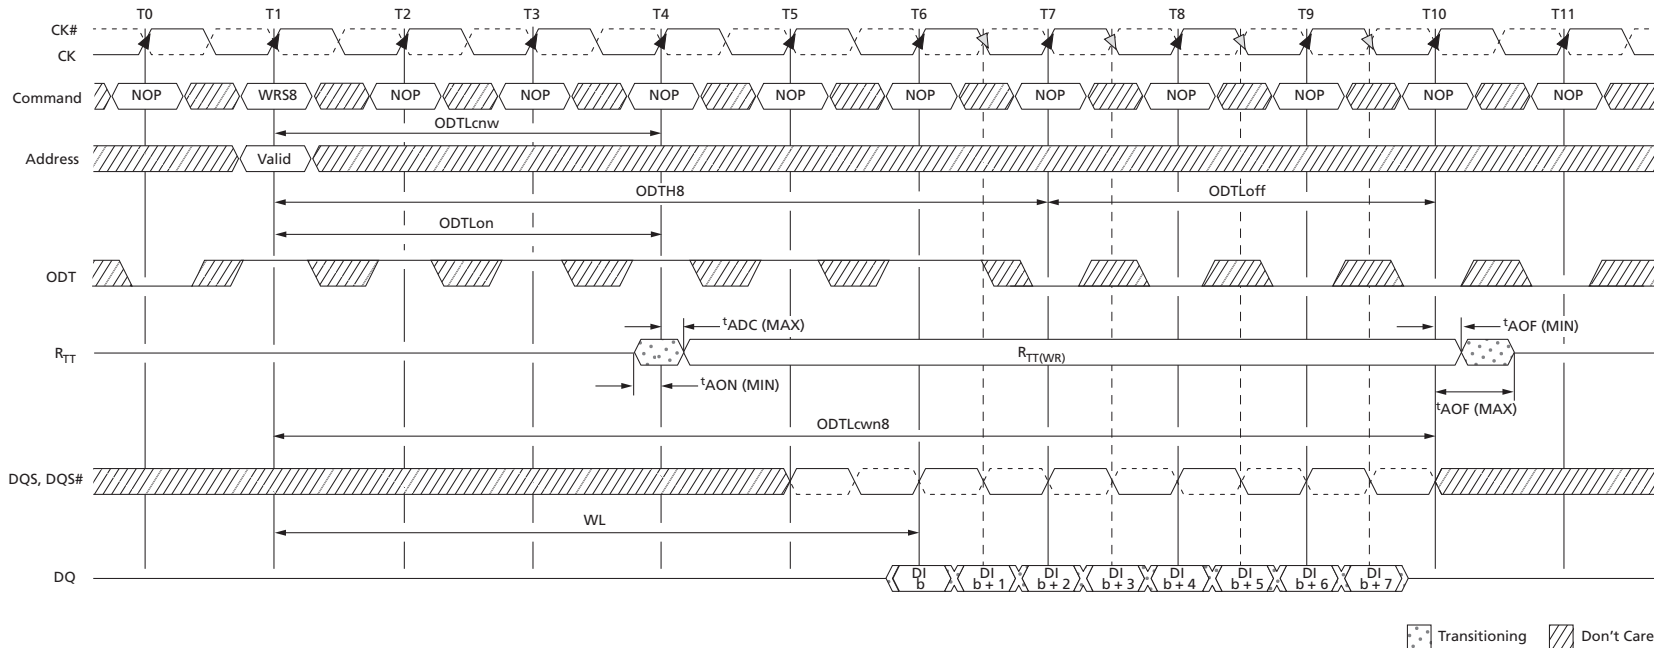 T0 T1 T2 T3 T4 T5 T6 T7 T8 T9 T10 T11
CK#
CK
Command NOP WRS8 NOP NOP NOP NOP NOP NOP NOP NOP NOP NOP
ODTLcnw
Address Valid
ODTH8 ODTLoff
ODTLon
ODT
tADC (MAX) tAOF (MIN)
RTT RTT(WR)
tAON (MIN)
tAOF (MAX)
ODTLcwn8
DQS, DQS#
WL
DQ DI b DI b + 1 DI b + 2 DI b + 3 DI b + 4 DI b + 5 DI b + 6 DI b + 7
Transitioning Don't Care